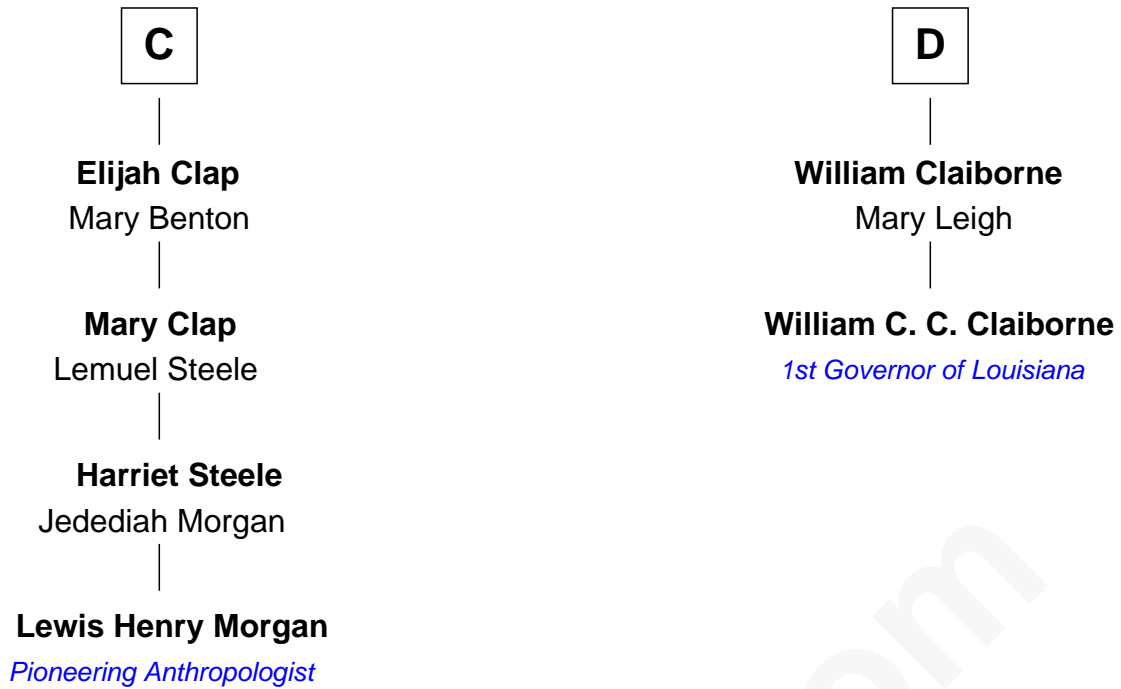 C
Elijah Clap
Mary Benton
Mary Clap
Lemuel Steele
Harriet Steele
Jedediah Morgan
Lewis Henry Morgan
Pioneering Anthropologist
D
William Claiborne
Mary Leigh
William C. C. Claiborne
1st Governor of Louisiana